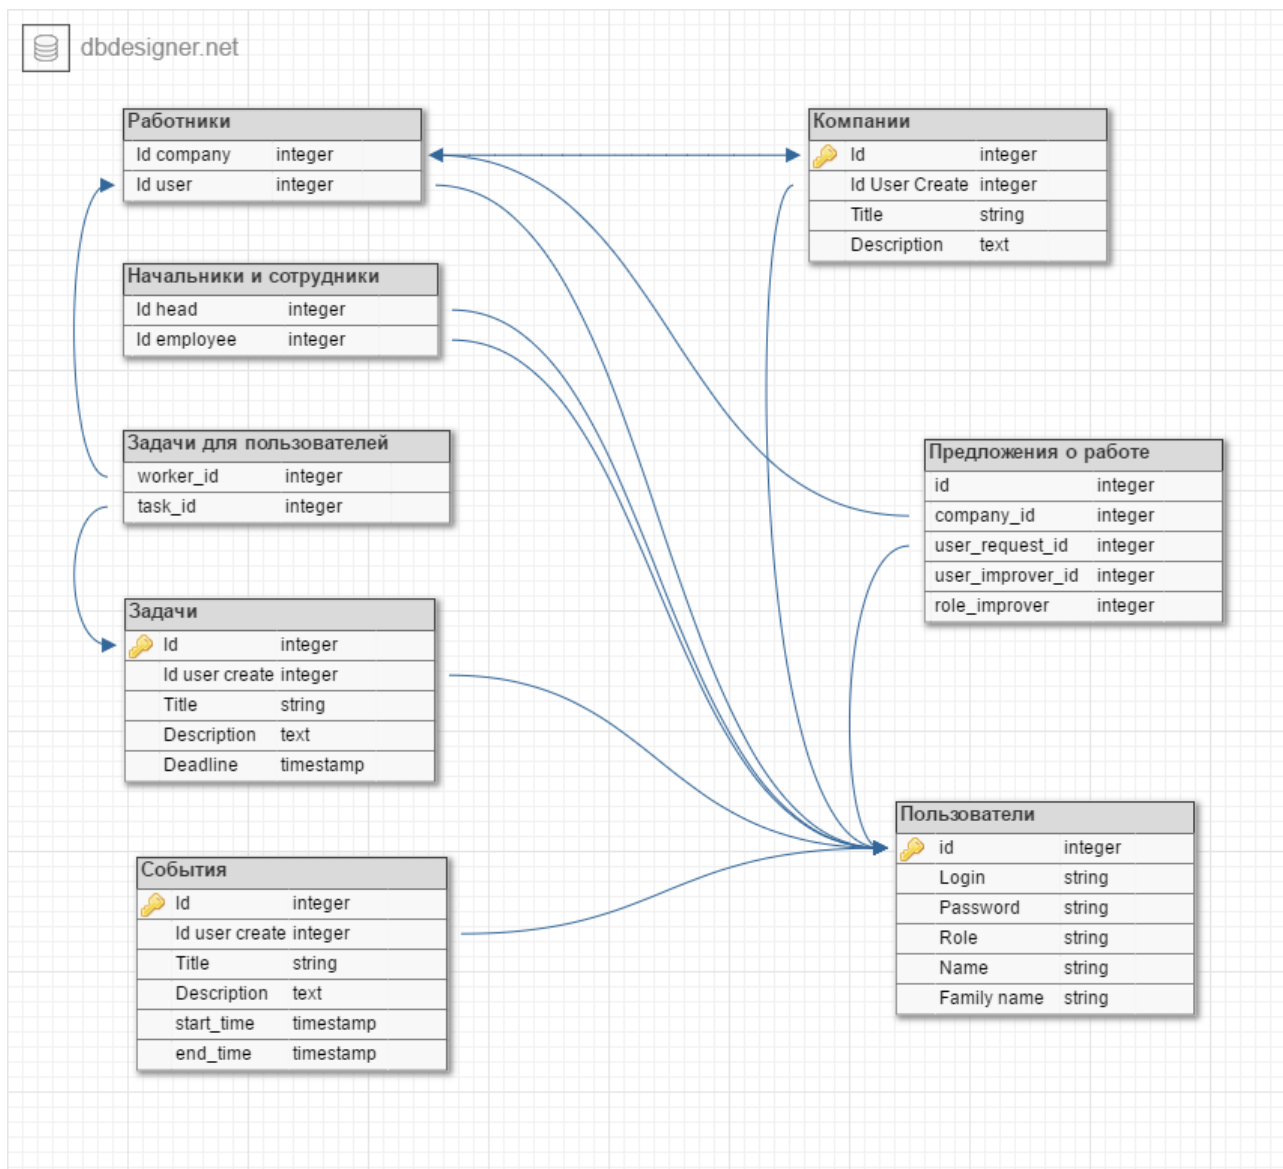 dbdesigner.net
Работники
Id company integer
Id user integer
Начальники и сотрудники
Id head integer
Id employee integer
Задачи для пользователей
worker_id integer
task_id integer
Задачи
Id integer
Id user create integer
Title string
Description text
Deadline timestamp
События
Id integer
Id user create integer
Title string
Description text
start_time timestamp
end_time timestamp
Компании
Id integer
Id User Create integer
Title string
Description text
Предложения о работе
id integer
company_id integer
user_request_id integer
user_improver_id integer
role_improver integer
Пользователи
id integer
Login string
Password string
Role string
Name string
Family name string